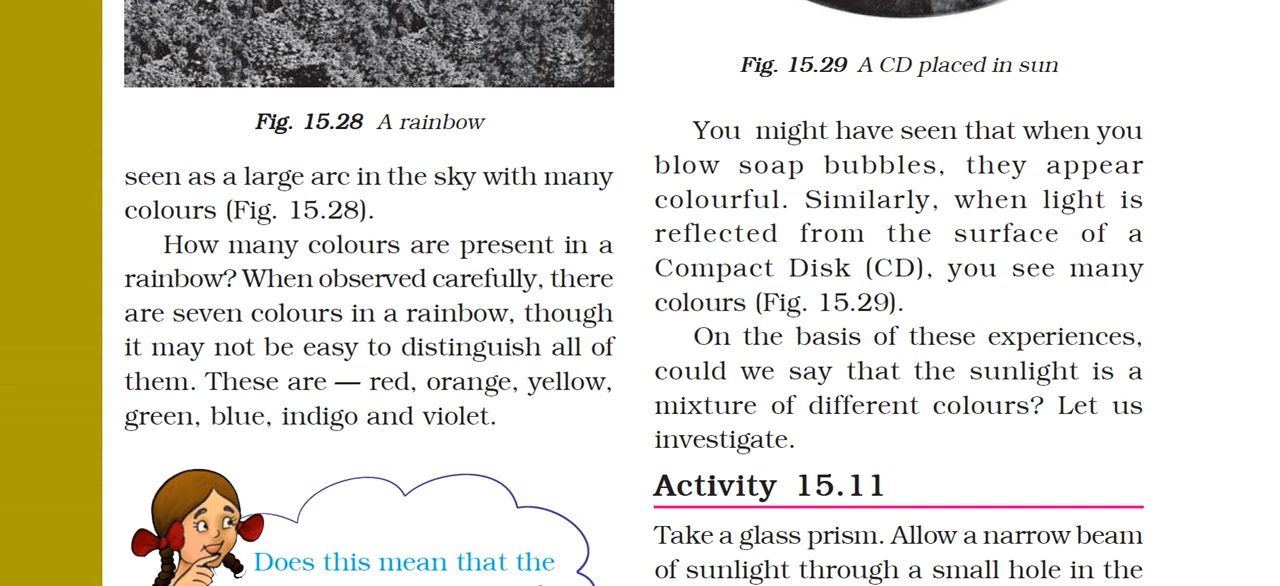 Fig. 15.28 A rainbow
seen as a large arc in the sky with many
colours (Fig. 15.28).
How many colours are present in a
rainbow? When observed carefully, there
are seven colours in a rainbow, though
it may not be easy to distinguish all of
them. These are — red, orange, yellow,
green, blue, indigo and violet.
Does this mean that the
Fig. 15.29 A CD placed in sun
You might have seen that when you
blow soap bubbles, they appear
colourful. Similarly, when light is
reflected from the surface of a
Compact Disk (CD), you see many
colours (Fig. 15.29).
On the basis of these experiences,
could we say that the sunlight is a
mixture of different colours? Let us
investigate.
Activity 15.11
Take a glass prism. Allow a narrow beam
of sunlight through a small hole in the